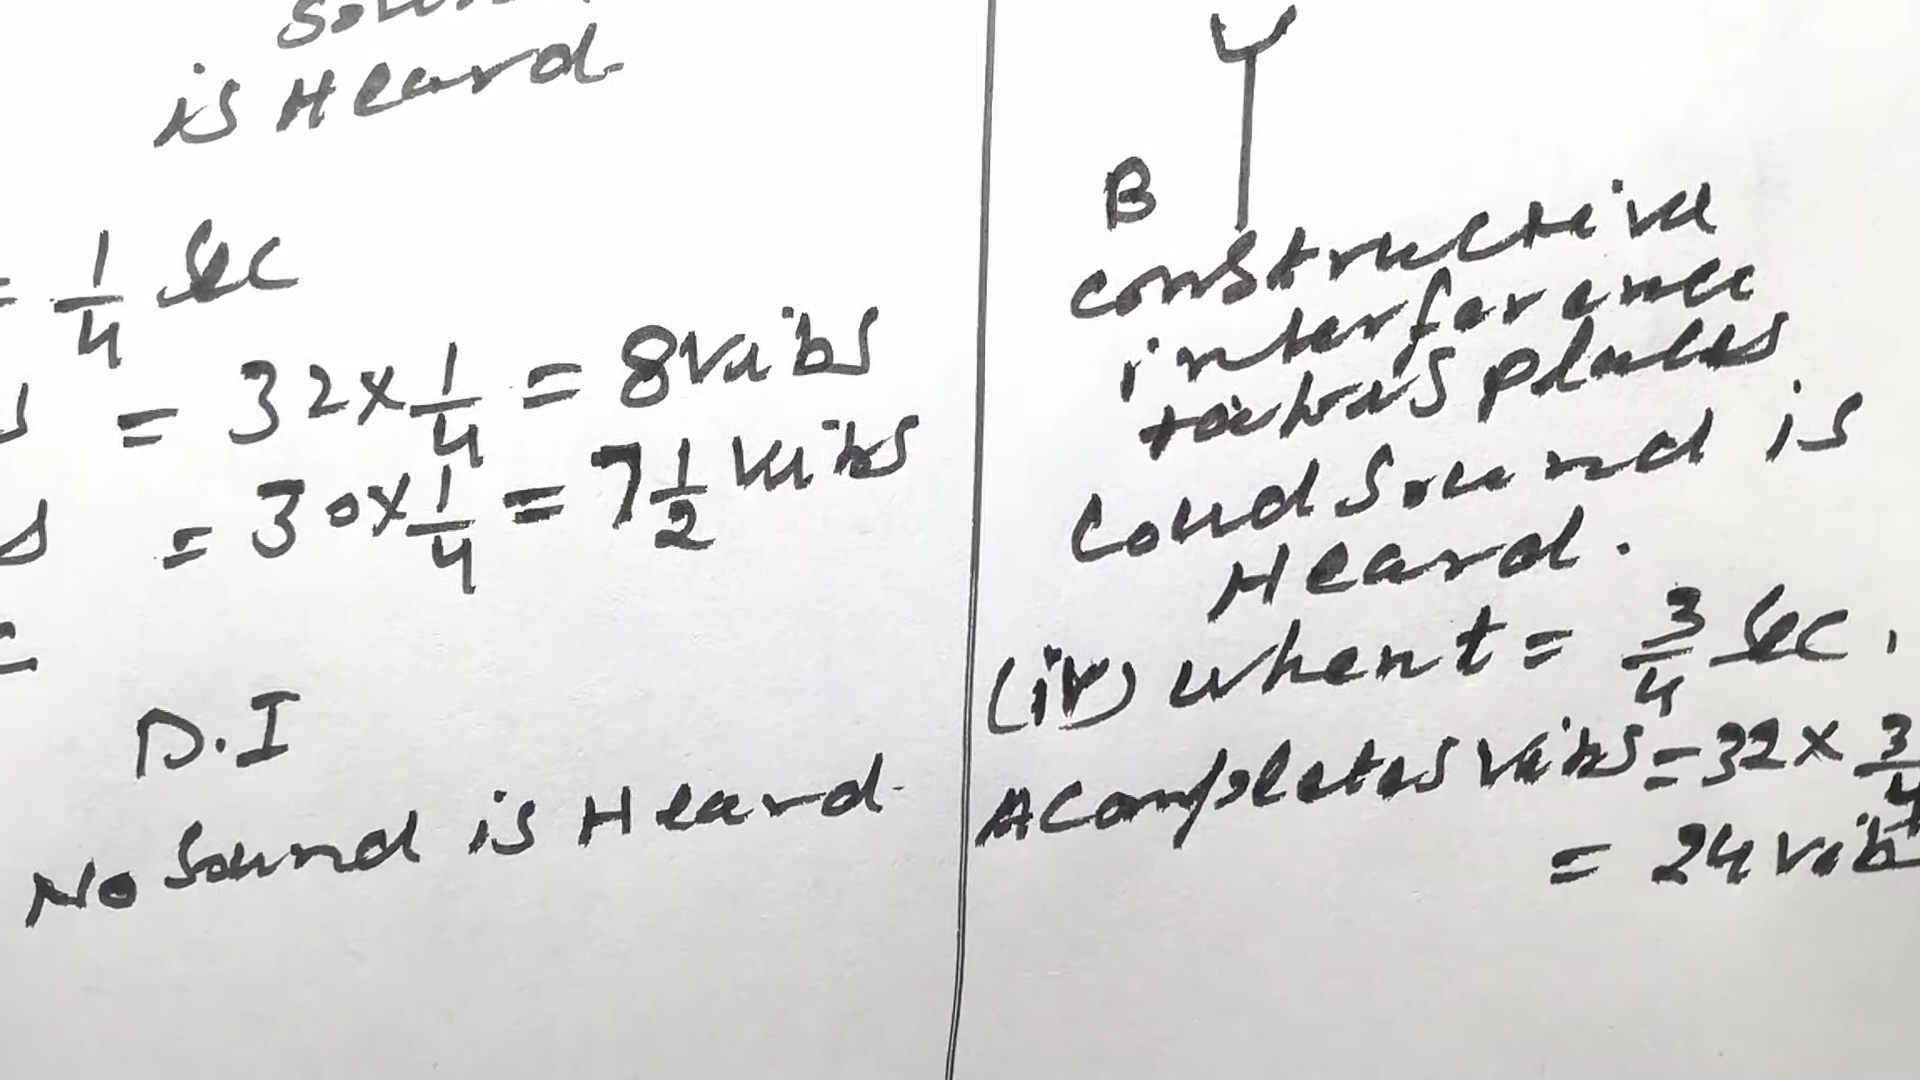 is Heard
= 1/4 Sec
s = 32 x 1/4 = 8 vibs
s = 30 x 1/4 = 7 1/2 vibs
D.I
No Sound is Heard.
B
constructive
interference
takes places
Loud Sound is
Heard.
(iv) when t = 3/4 Sec.
A completes vibs = 32 x 3/4
= 24 vib